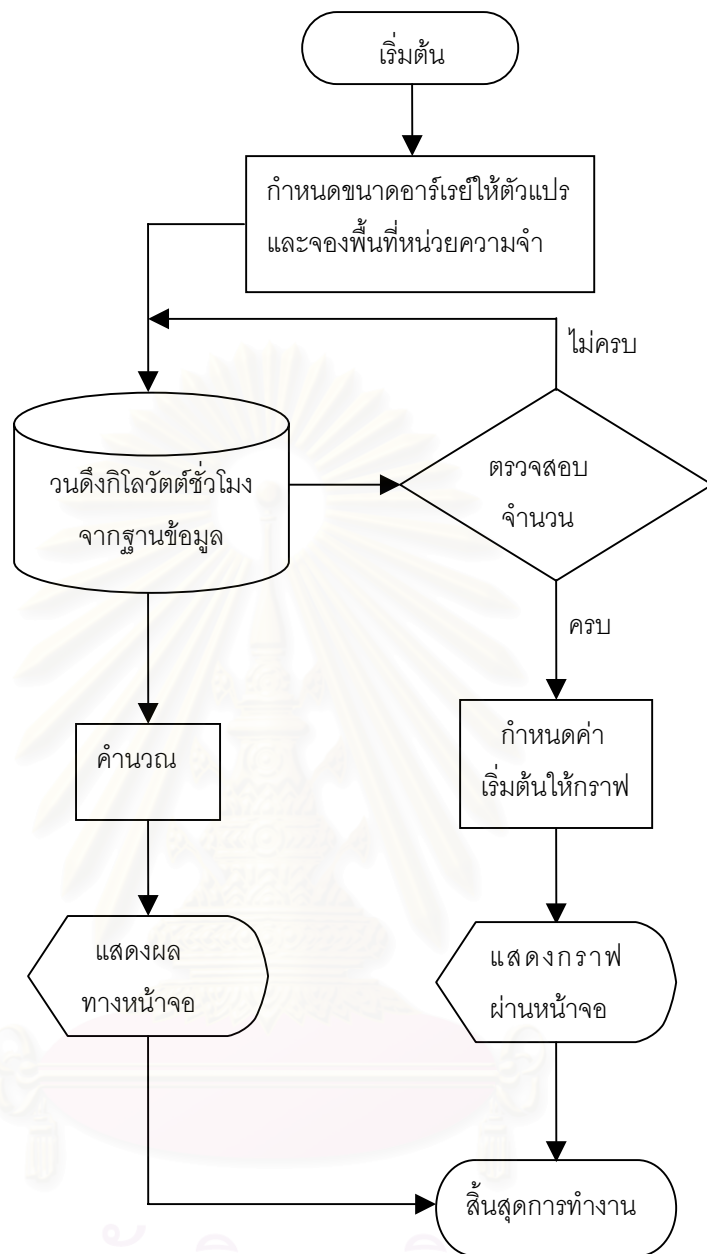 เริ่มต้น
กำหนดขนาดอาร์เรย์ให้ตัวแปร
และจองพื้นที่หน่วยความจำ
ไม่ครบ
วนดึงกิโลวัตต์ชั่วโมง
จากฐานข้อมูล
ตรวจสอบ
จำนวน
ครบ
คำนวณ
กำหนดค่า
เริ่มต้นให้กราฟ
แสดงผล
ทางหน้าจอ
แสดงกราฟ
ผ่านหน้าจอ
สิ้นสุดการทำงาน